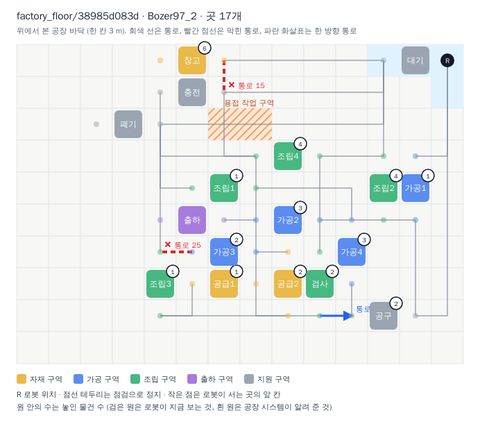 factory_floor/38985d083d · Bozer97_2 · 곳 17개
위에서 본 공장 바닥 (한 칸 3 m). 회색 선은 통로, 빨간 점선은 막힌 통로, 파란 화살표는 한 방향 통로
창고 6
대기
R
충전
통로 15
용접 작업 구역
폐기
조립4 4
조립1 1
조립2 4
가공1 1
출하
가공2 3
통로 25
가공3 2
가공4 3
조립3 1
공급1 1
공급2 2
검사 2
통로
공구 2
자재 구역
가공 구역
조립 구역
출하 구역
지원 구역
R 로봇 위치 · 점선 테두리는 점검으로 정지 · 작은 점은 로봇이 서는 곳의 앞 칸
원 안의 수는 놓인 물건 수 (검은 원은 로봇이 지금 보는 것, 흰 원은 공장 시스템이 알려 준 것)